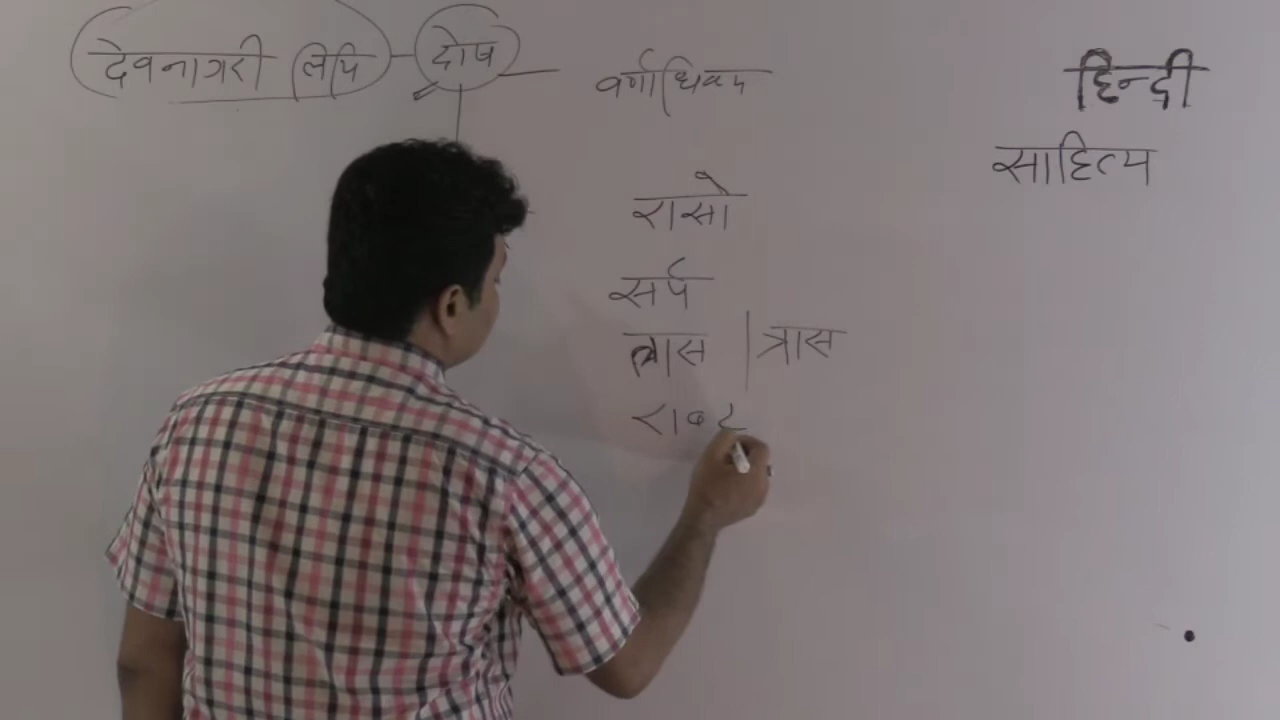 देवनागरी लिपि - दोष - वर्णाधिक्य
हिन्दी
साहित्य
रासो
सर्प
त्रास | त्रास